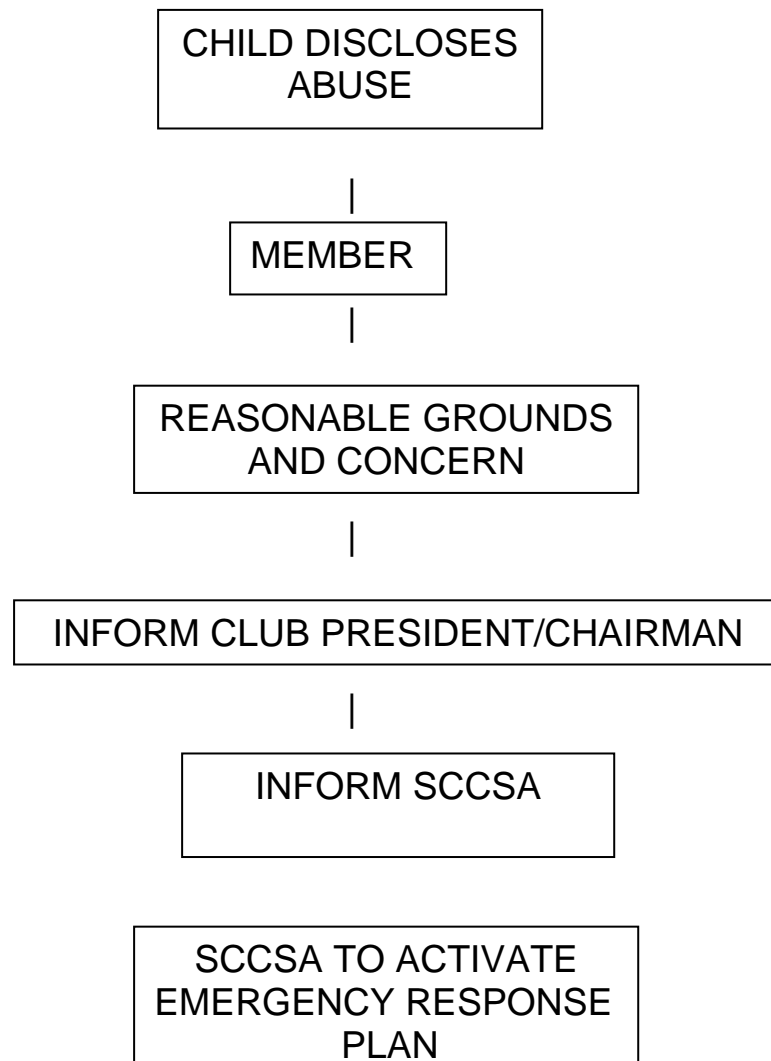 CHILD DISCLOSES
ABUSE
MEMBER
REASONABLE GROUNDS
AND CONCERN
INFORM CLUB PRESIDENT/CHAIRMAN
INFORM SCCSA
SCCSA TO ACTIVATE
EMERGENCY RESPONSE
PLAN